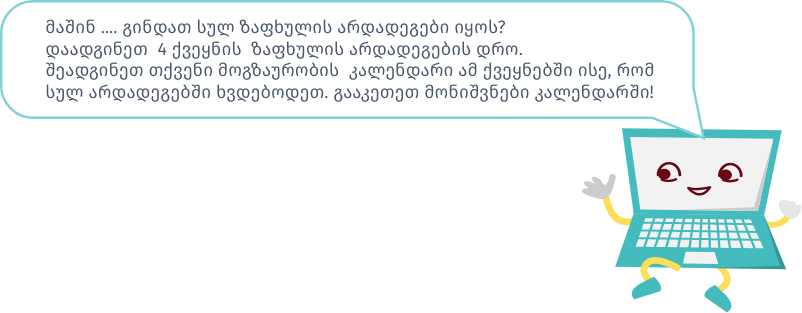 მაშინ .... გინდათ სულ ზაფხულის არდადეგები იყოს?
დაადგინეთ 4 ქვეყნის ზაფხულის არდადეგების დრო.
შეადგინეთ თქვენი მოგზაურობის კალენდარი ამ ქვეყნებში ისე, რომ
სულ არდადეგებში ხვდებოდეთ. გააკეთეთ მონიშვნები კალენდარში!